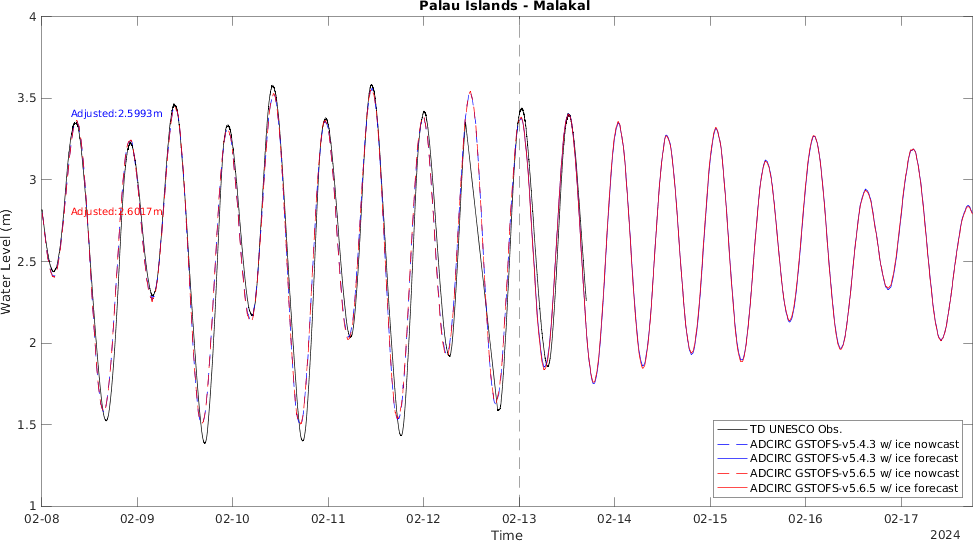 Palau Islands - Malakal
4
3.5
3
2.5
2
1.5
1
Water Level (m)
Adjusted:2.5993m
Adjusted:2.6017m
TD UNESCO Obs.
ADCIRC GSTOFS-v5.4.3 w/ ice nowcast
ADCIRC GSTOFS-v5.4.3 w/ ice forecast
ADCIRC GSTOFS-v5.6.5 w/ ice nowcast
ADCIRC GSTOFS-v5.6.5 w/ ice forecast
02-08 02-09 02-10 02-11 02-12 02-13 02-14 02-15 02-16 02-17
Time
2024